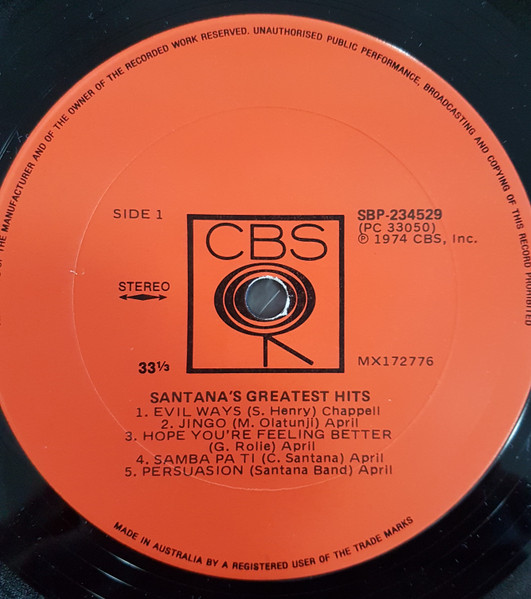 OF THE MANUFACTURER AND OF THE OWNER OF THE RECORDED WORK RESERVED. UNAUTHORISED PUBLIC PERFORMANCE, BROADCASTING AND COPYING OF THIS RECORD PROHIBITED
SIDE 1
SBP-234529
(PC 33050)
℗ 1974 CBS, Inc.
CBS
STEREO
33⅓
MX172776
SANTANA'S GREATEST HITS
1. EVIL WAYS (S. Henry) Chappell
2. JINGO (M. Olatunji) April
3. HOPE YOU'RE FEELING BETTER
(G. Rolie) April
4. SAMBA PA TI (C. Santana) April
5. PERSUASION (Santana Band) April
MADE IN AUSTRALIA BY A REGISTERED USER OF THE TRADE MARKS